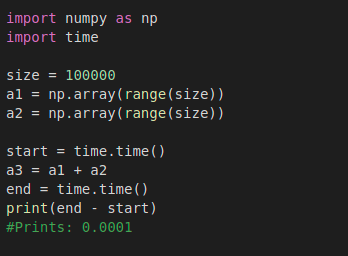 import numpy as np
import time
size = 100000
a1 = np.array(range(size))
a2 = np.array(range(size))
start = time.time()
a3 = a1 + a2
end = time.time()
print(end - start)
#Prints: 0.0001